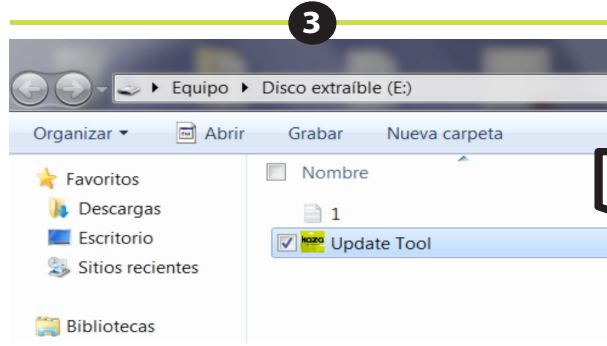 3
Equipo Disco extraíble (E:)
Organizar Abrir Grabar Nueva carpeta
Favoritos
Nombre
Descargas
1
Escritorio
kaza Update Tool
Sitios recientes
Bibliotecas